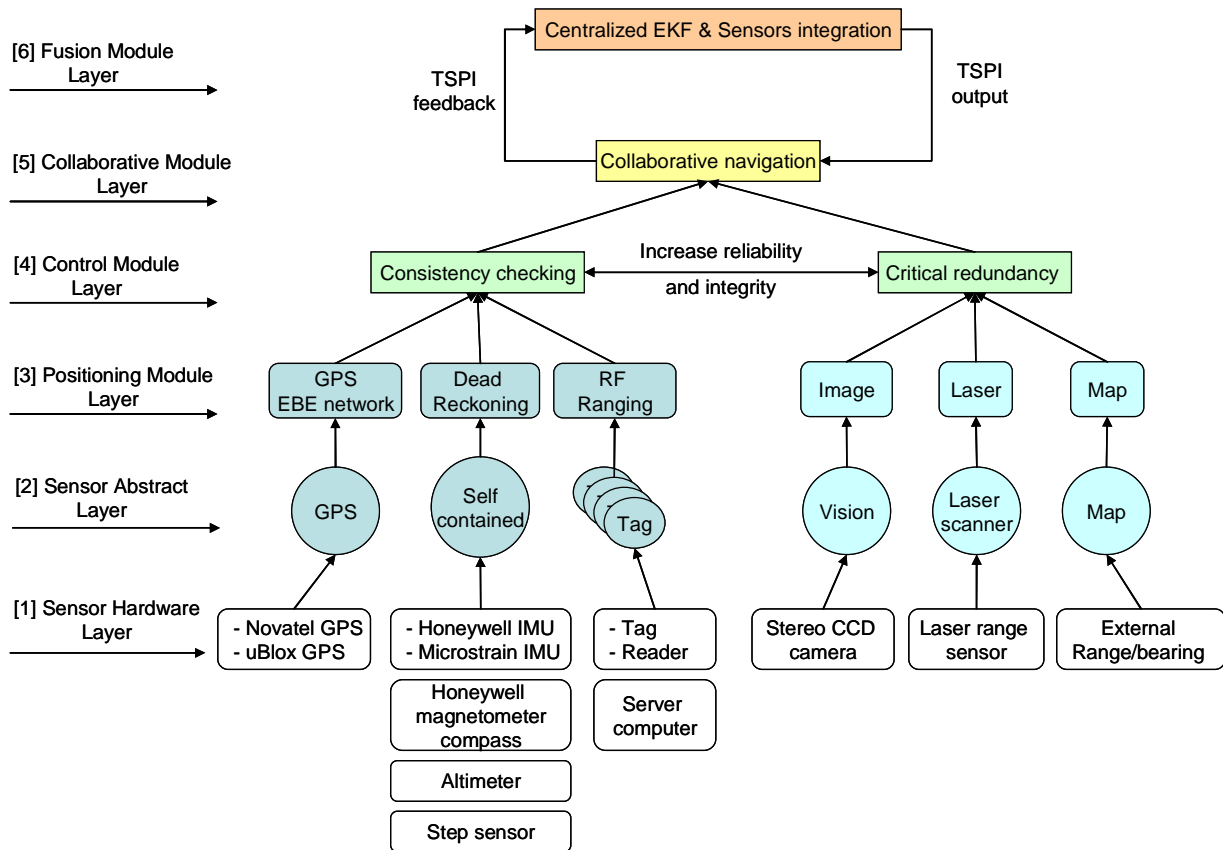 Centralized EKF & Sensors integration
[6] Fusion Module
Layer
TSPI
feedback
TSPI
output
[5] Collaborative Module
Layer
Collaborative navigation
[4] Control Module
Layer
Consistency checking
Increase reliability
and integrity
Critical redundancy
[3] Positioning Module
Layer
GPS
EBE network
Dead
Reckoning
RF
Ranging
Image
Laser
Map
[2] Sensor Abstract
Layer
GPS
Self
contained
Tag
Vision
Laser
scanner
Map
[1] Sensor Hardware
Layer
- Novatel GPS
- uBlox GPS
- Honeywell IMU
- Microstrain IMU
- Tag
- Reader
Stereo CCD
camera
Laser range
sensor
External
Range/bearing
Honeywell
magnetometer
compass
Server
computer
Altimeter
Step sensor